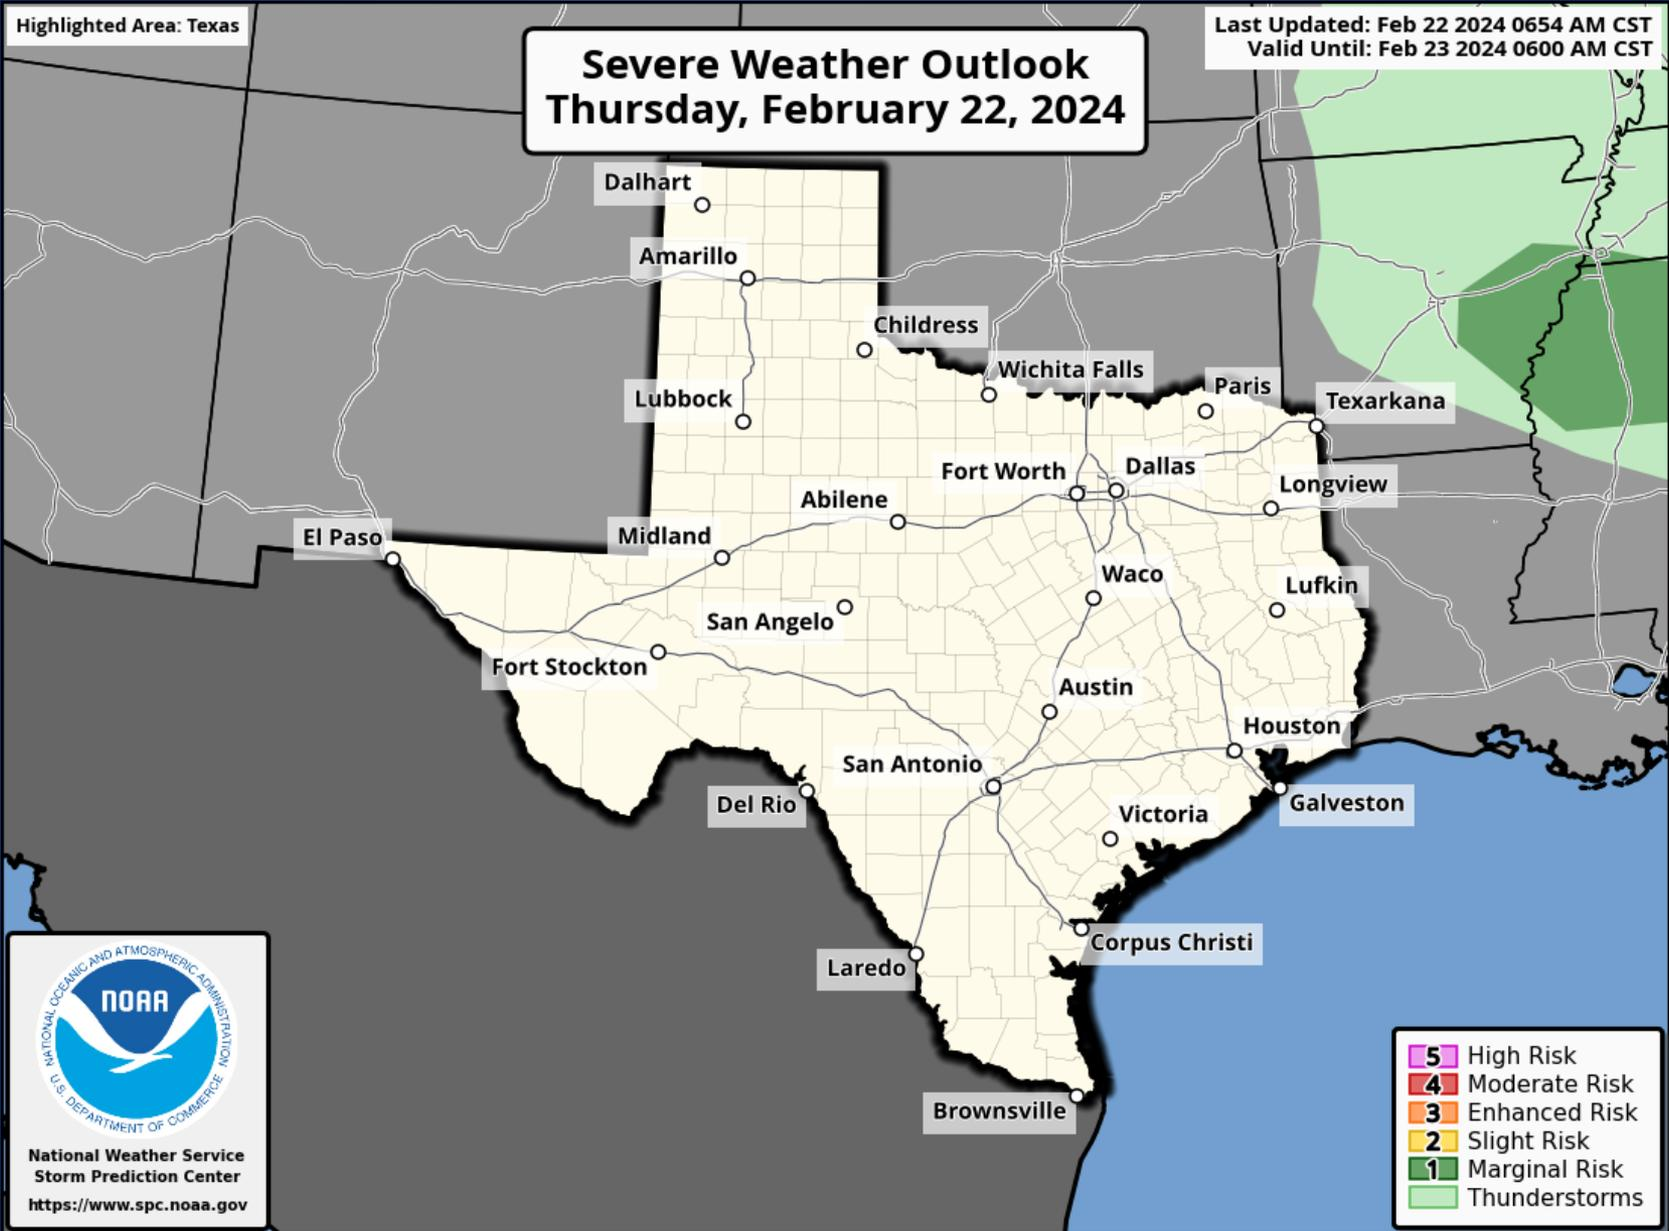 Highlighted Area: Texas
Severe Weather Outlook
Thursday, February 22, 2024
Last Updated: Feb 22 2024 0654 AM CST
Valid Until: Feb 23 2024 0600 AM CST
Dalhart
Amarillo
Childress
Wichita Falls
Paris
Texarkana
Lubbock
Fort Worth
Dallas
Longview
Abilene
El Paso
Midland
Waco
Lufkin
San Angelo
Fort Stockton
Austin
Houston
San Antonio
Del Rio
Galveston
Victoria
Corpus Christi
Laredo
Brownsville
NATIONAL OCEANIC AND ATMOSPHERIC ADMINISTRATION
NOAA
U.S. DEPARTMENT OF COMMERCE
National Weather Service
Storm Prediction Center
https://www.spc.noaa.gov
5 High Risk
4 Moderate Risk
3 Enhanced Risk
2 Slight Risk
1 Marginal Risk
Thunderstorms